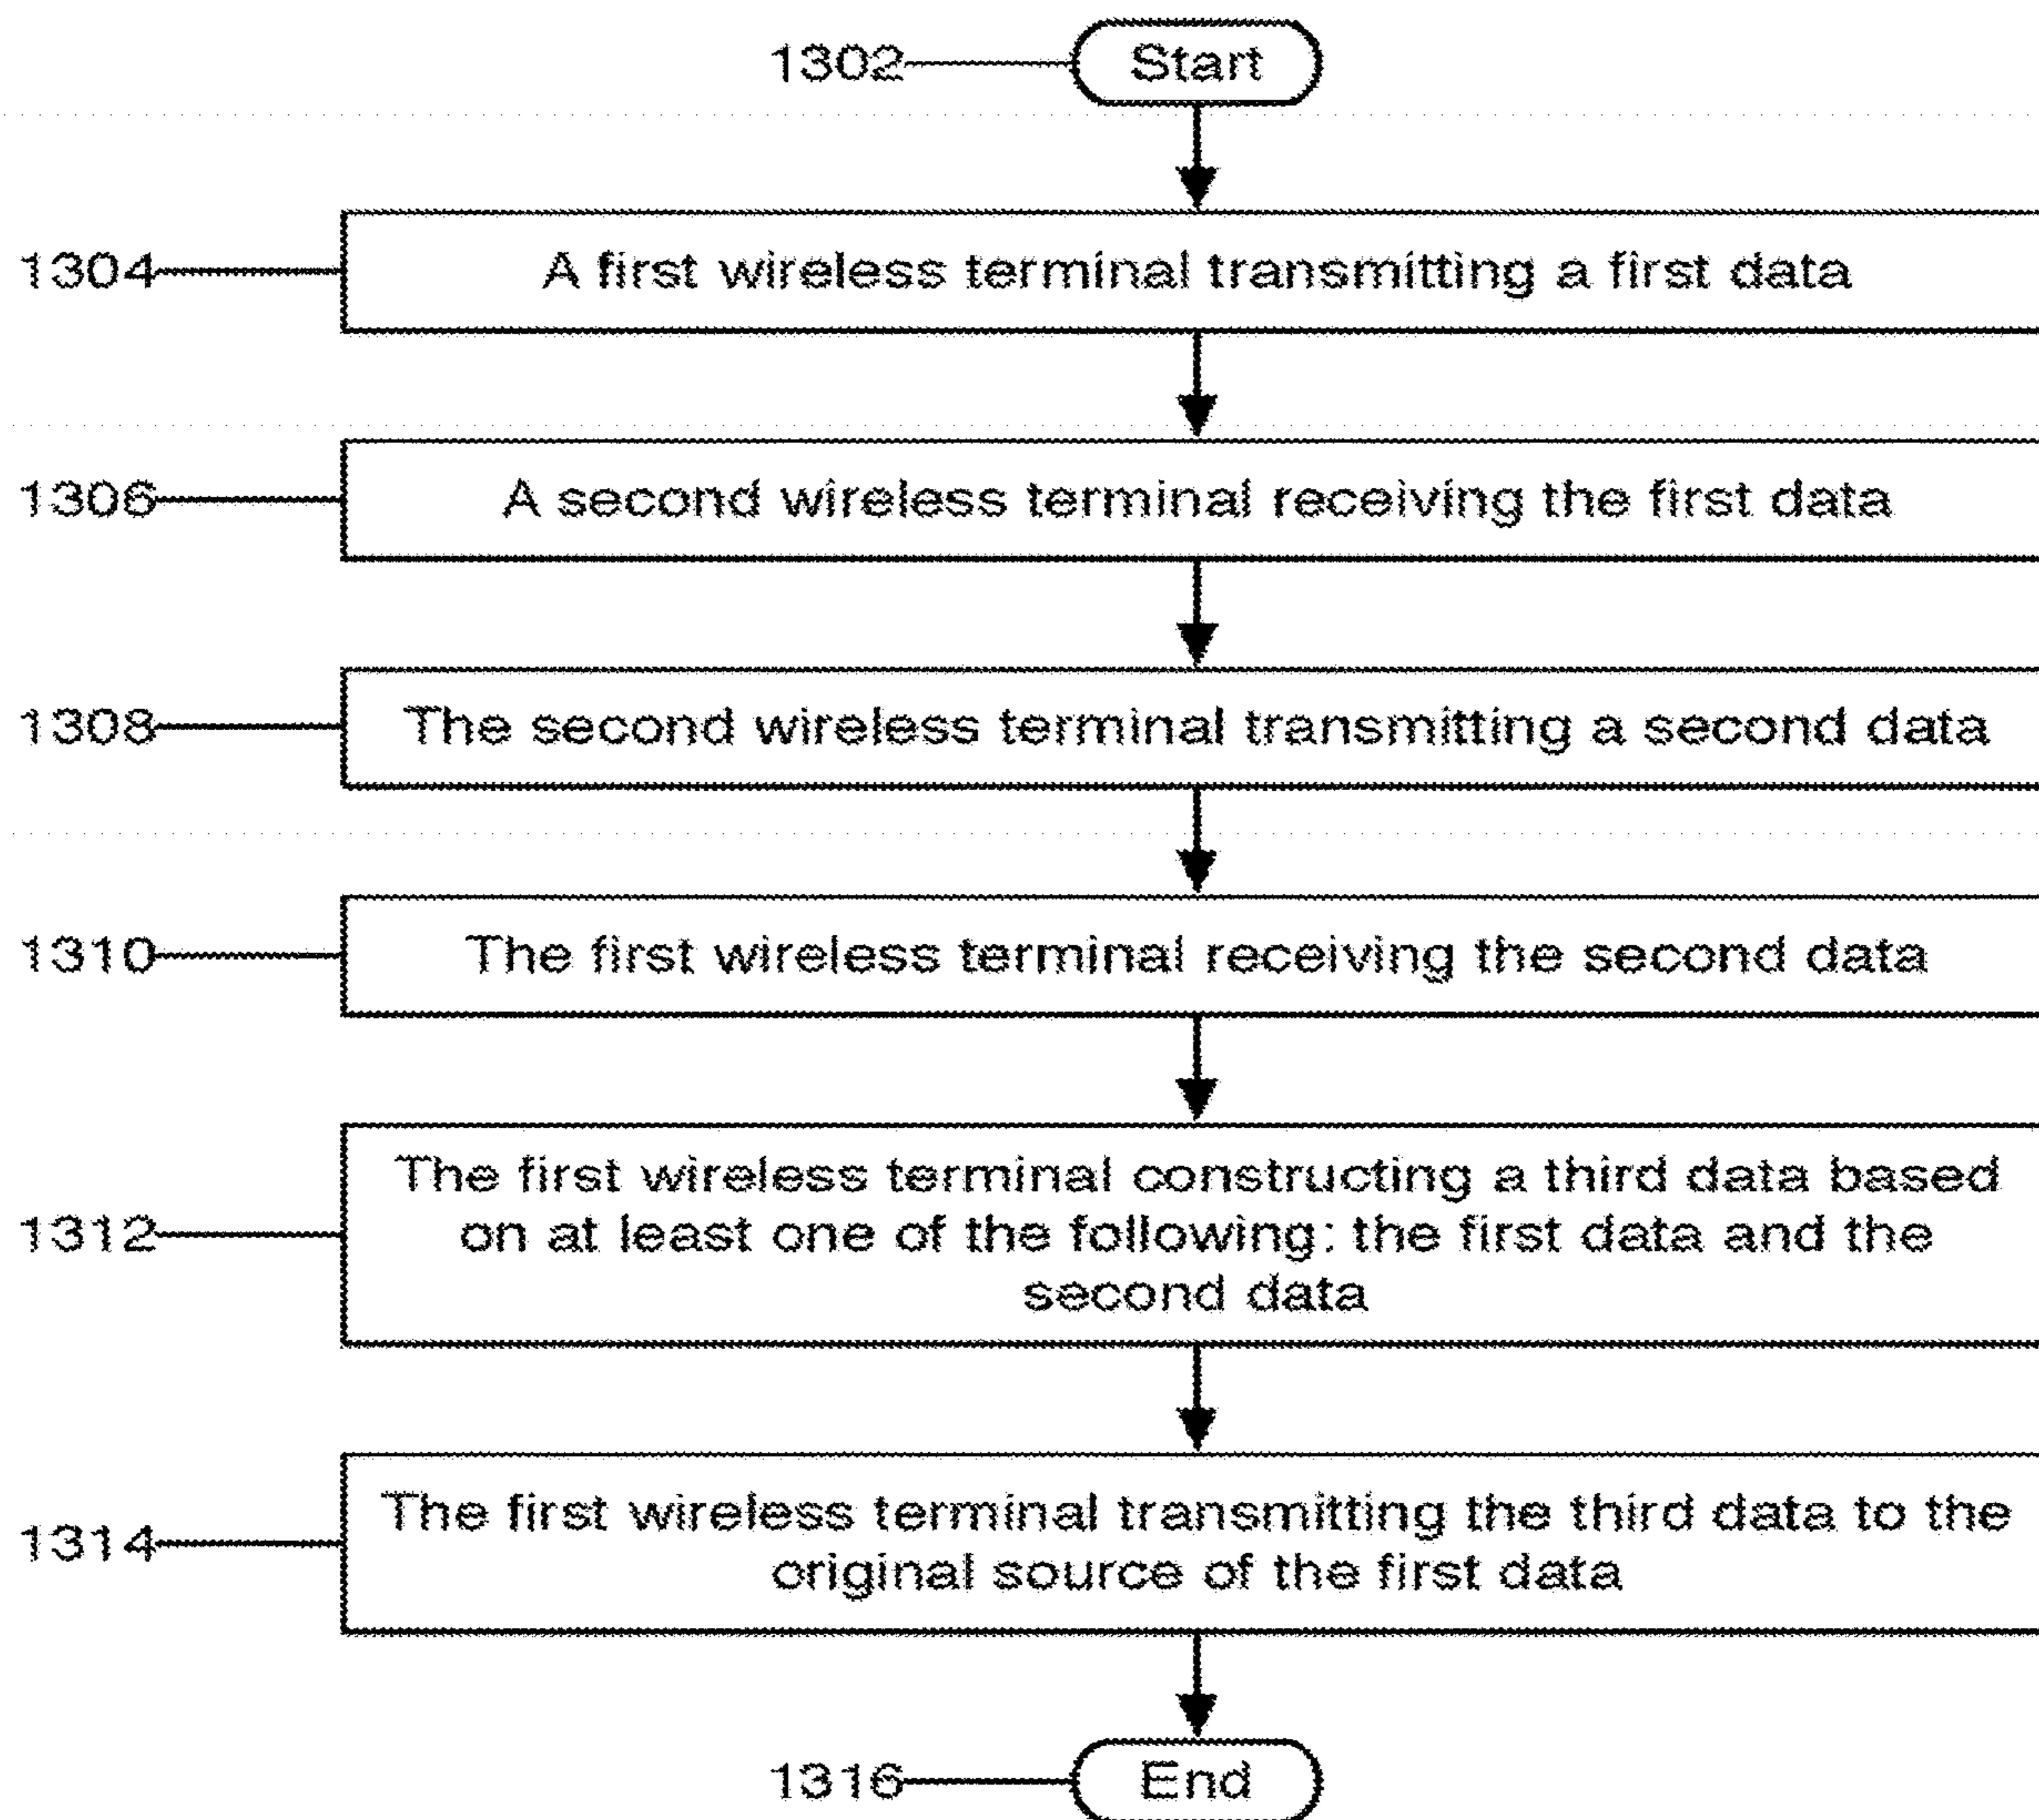 1302 Start
1304 A first wireless terminal transmitting a first data
1306 A second wireless terminal receiving the first data
1308 The second wireless terminal transmitting a second data
1310 The first wireless terminal receiving the second data
The first wireless terminal constructing a third data based
1312 on at least one of the following: the first data and the
second data
The first wireless terminal transmitting the third data to the
1314 original source of the first data
1316 End